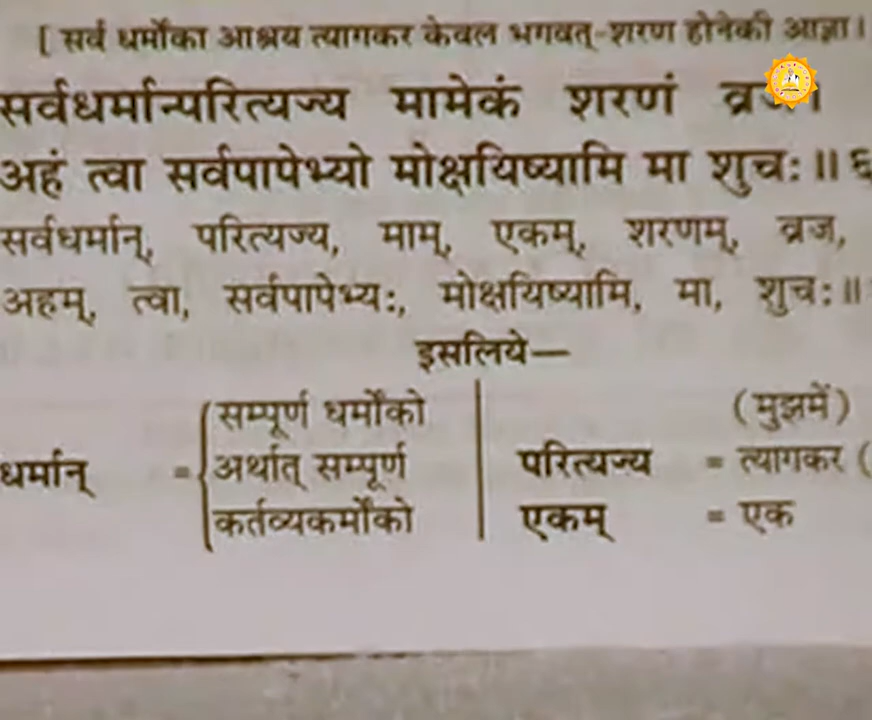 [ सर्व धर्मोंका आश्रय त्यागकर केवल भगवत्-शरण होनेकी आज्ञा।
सर्वधर्मान्परित्यज्य मामेकं शरणं
अहं त्वा सर्वपापेभ्यो मोक्षयिष्यामि मा शुचः॥ ६
सर्वधर्मान्, परित्यज्य, माम्, एकम्, शरणम्, व्रज,
अहम्, त्वा, सर्वपापेभ्यः, मोक्षयिष्यामि, मा, शुचः॥
इसलिये—
धर्मान् = सम्पूर्ण धर्मोंको
अर्थात् सम्पूर्ण
कर्तव्यकर्मोंको
(मुझमें)
परित्यज्य = त्यागकर (
एकम् = एक